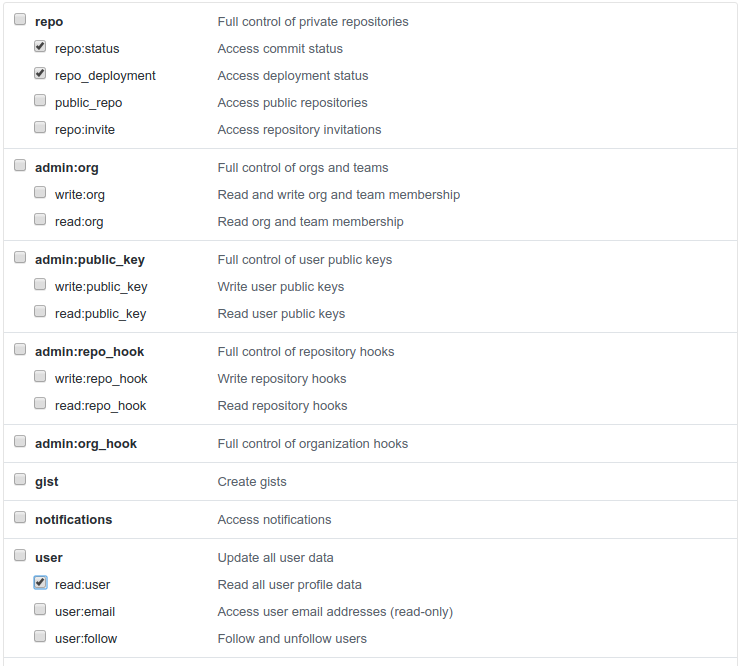 repo Full control of private repositories
repo:status Access commit status
repo_deployment Access deployment status
public_repo Access public repositories
repo:invite Access repository invitations
admin:org Full control of orgs and teams
write:org Read and write org and team membership
read:org Read org and team membership
admin:public_key Full control of user public keys
write:public_key Write user public keys
read:public_key Read user public keys
admin:repo_hook Full control of repository hooks
write:repo_hook Write repository hooks
read:repo_hook Read repository hooks
admin:org_hook Full control of organization hooks
gist Create gists
notifications Access notifications
user Update all user data
read:user Read all user profile data
user:email Access user email addresses (read-only)
user:follow Follow and unfollow users